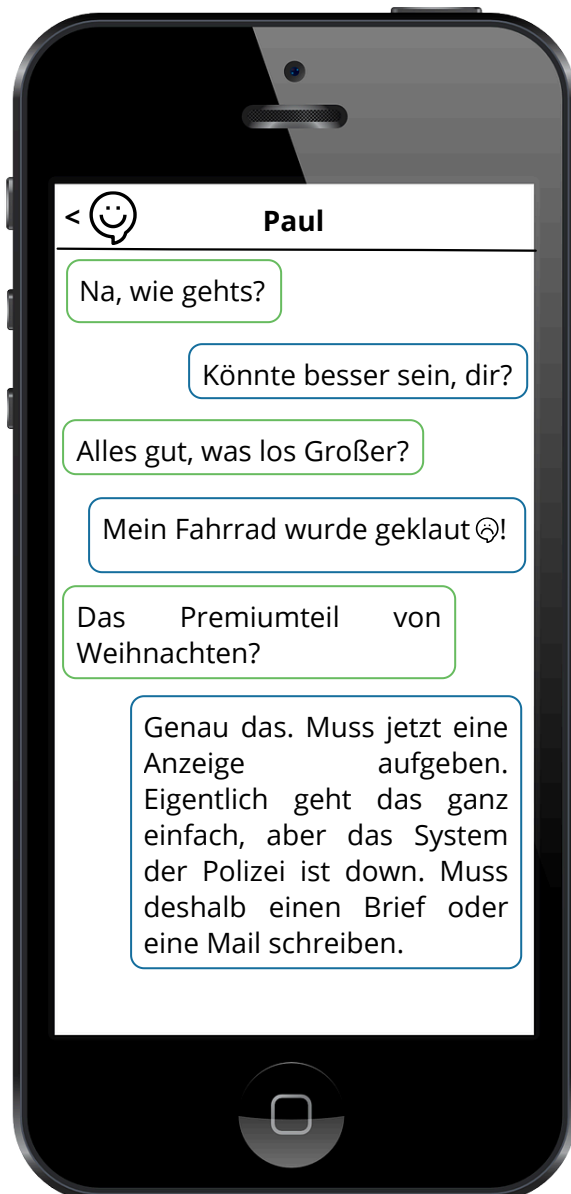 < Paul
Na, wie gehts?
Könnte besser sein, dir?
Alles gut, was los Großer?
Mein Fahrrad wurde geklaut☹!
Das Premiumteil von
Weihnachten?
Genau das. Muss jetzt eine
Anzeige aufgeben.
Eigentlich geht das ganz
einfach, aber das System
der Polizei ist down. Muss
deshalb einen Brief oder
eine Mail schreiben.